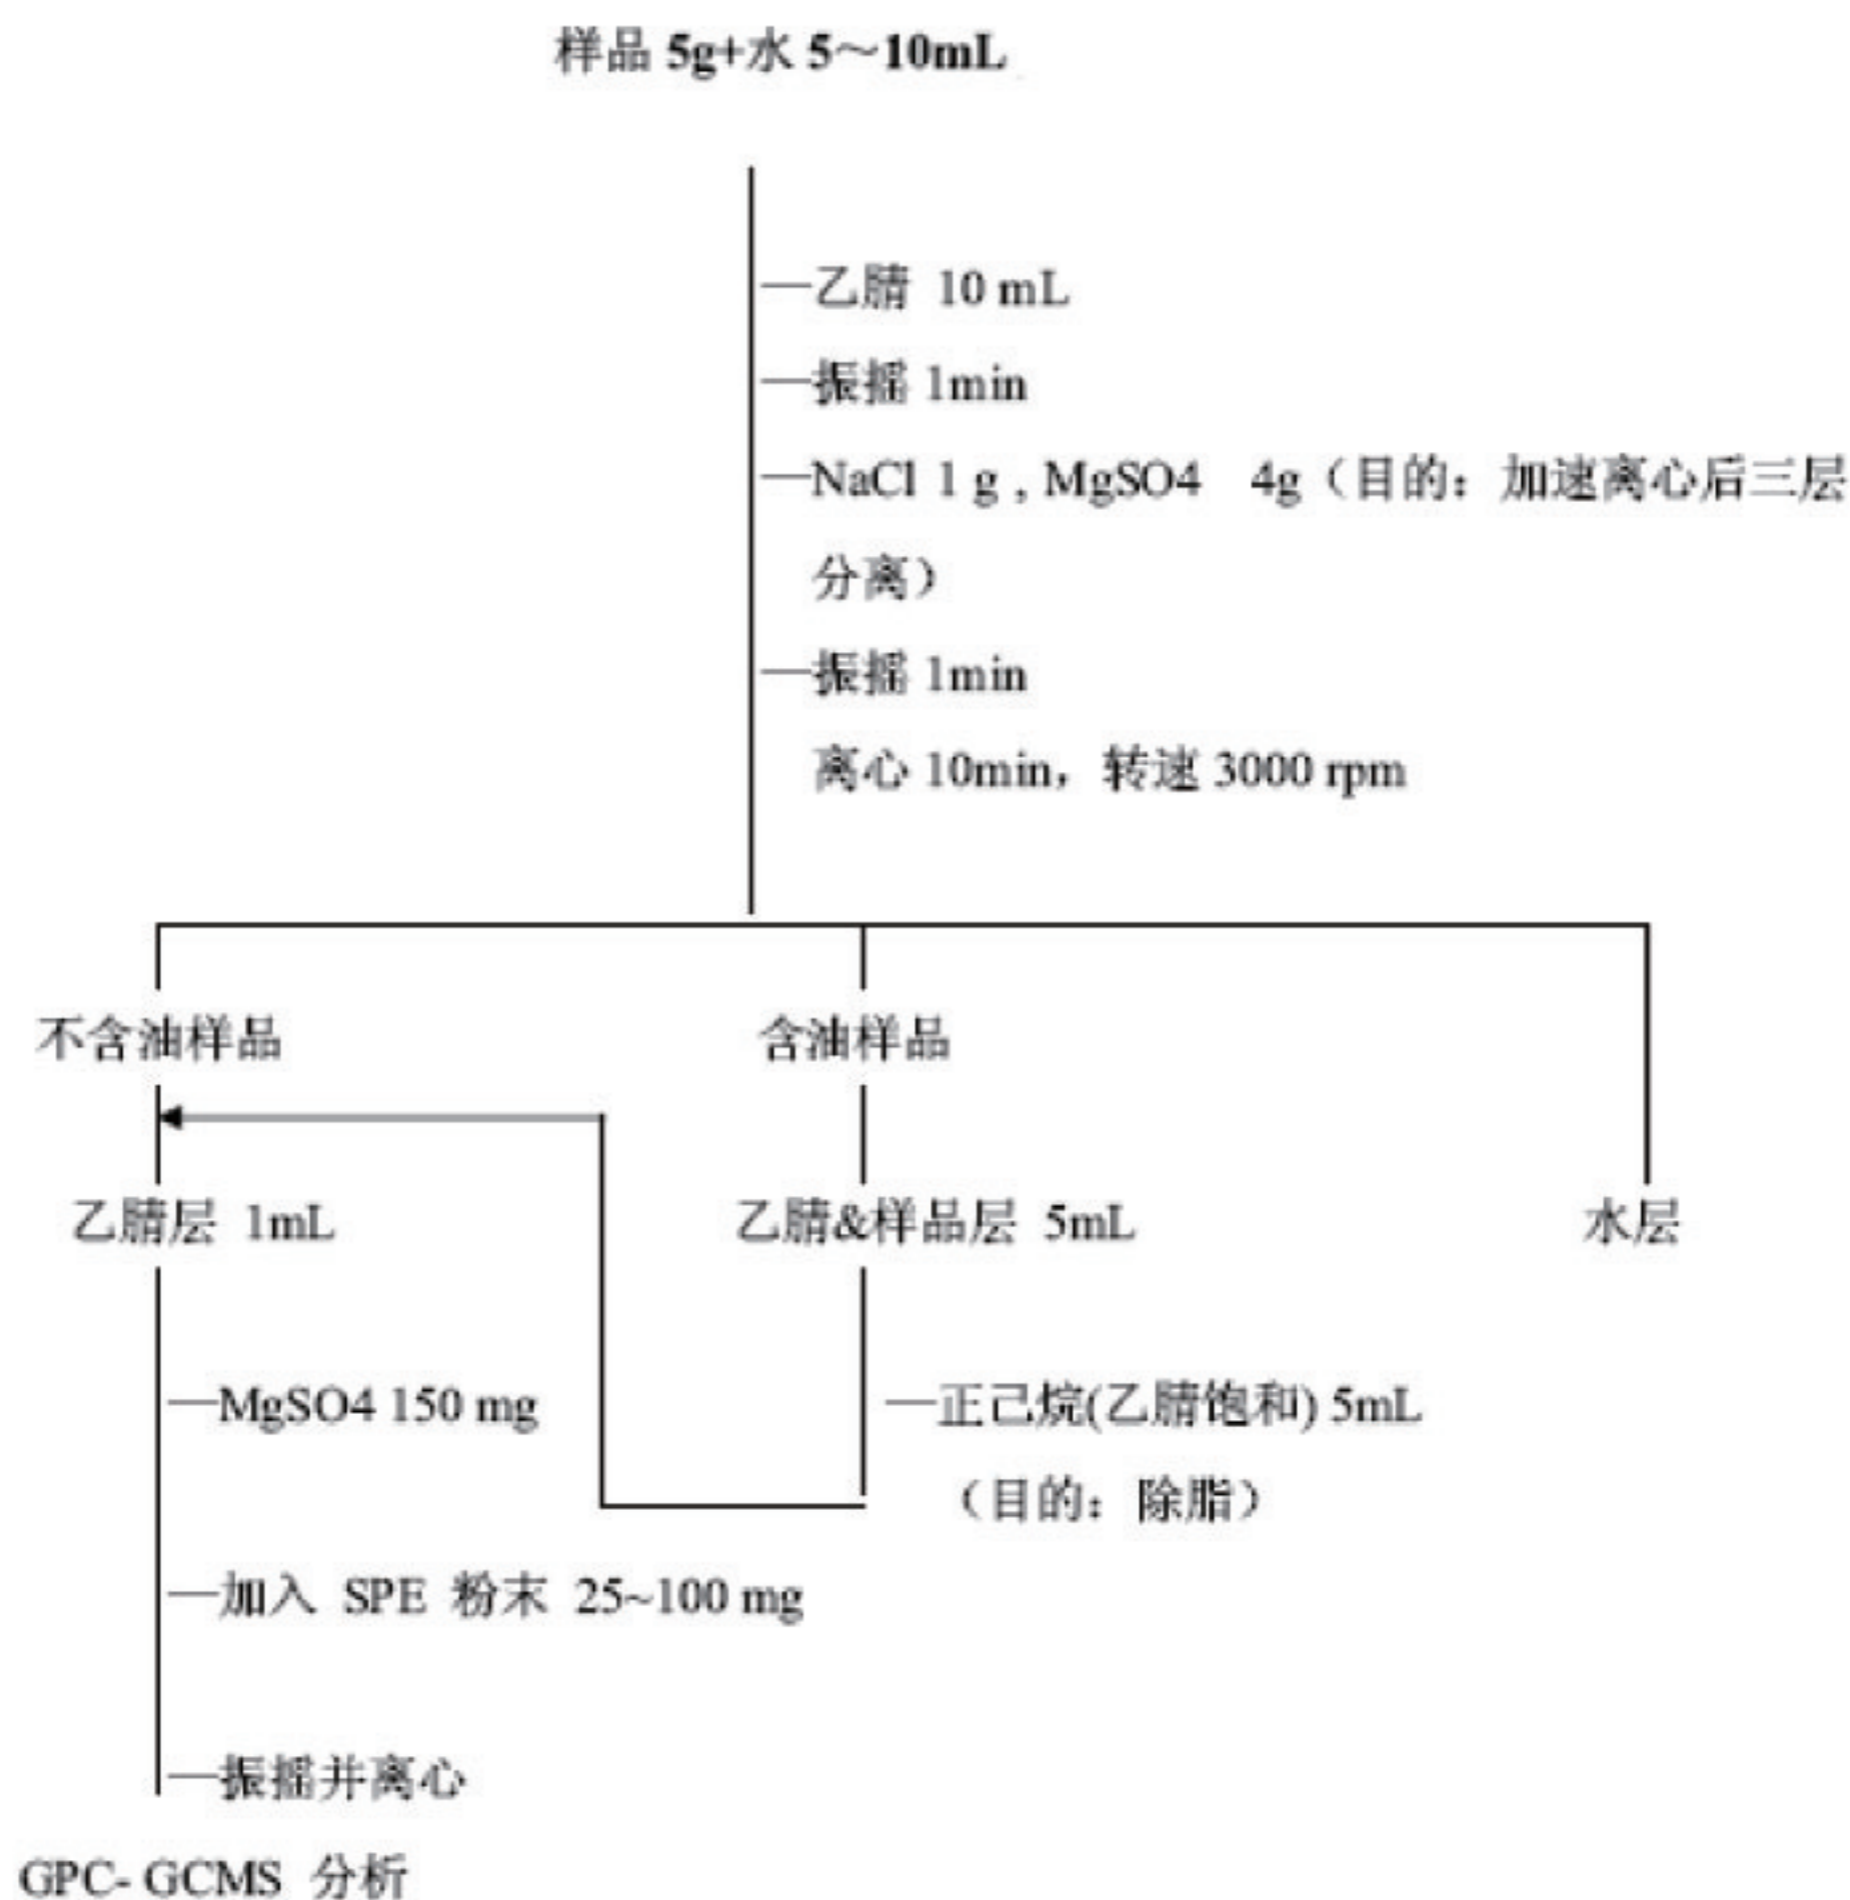 样品 5g+水 5～10mL
乙腈 10 mL
振摇 1min
NaCl 1 g , MgSO4 4g（目的：加速离心后三层
分离）
振摇 1min
离心 10min，转速 3000 rpm
不含油样品
含油样品
乙腈层 1mL
乙腈&样品层 5mL
水层
MgSO4 150 mg
正己烷(乙腈饱和) 5mL
（目的：除脂）
加入 SPE 粉末 25~100 mg
振摇并离心
GPC- GCMS 分析